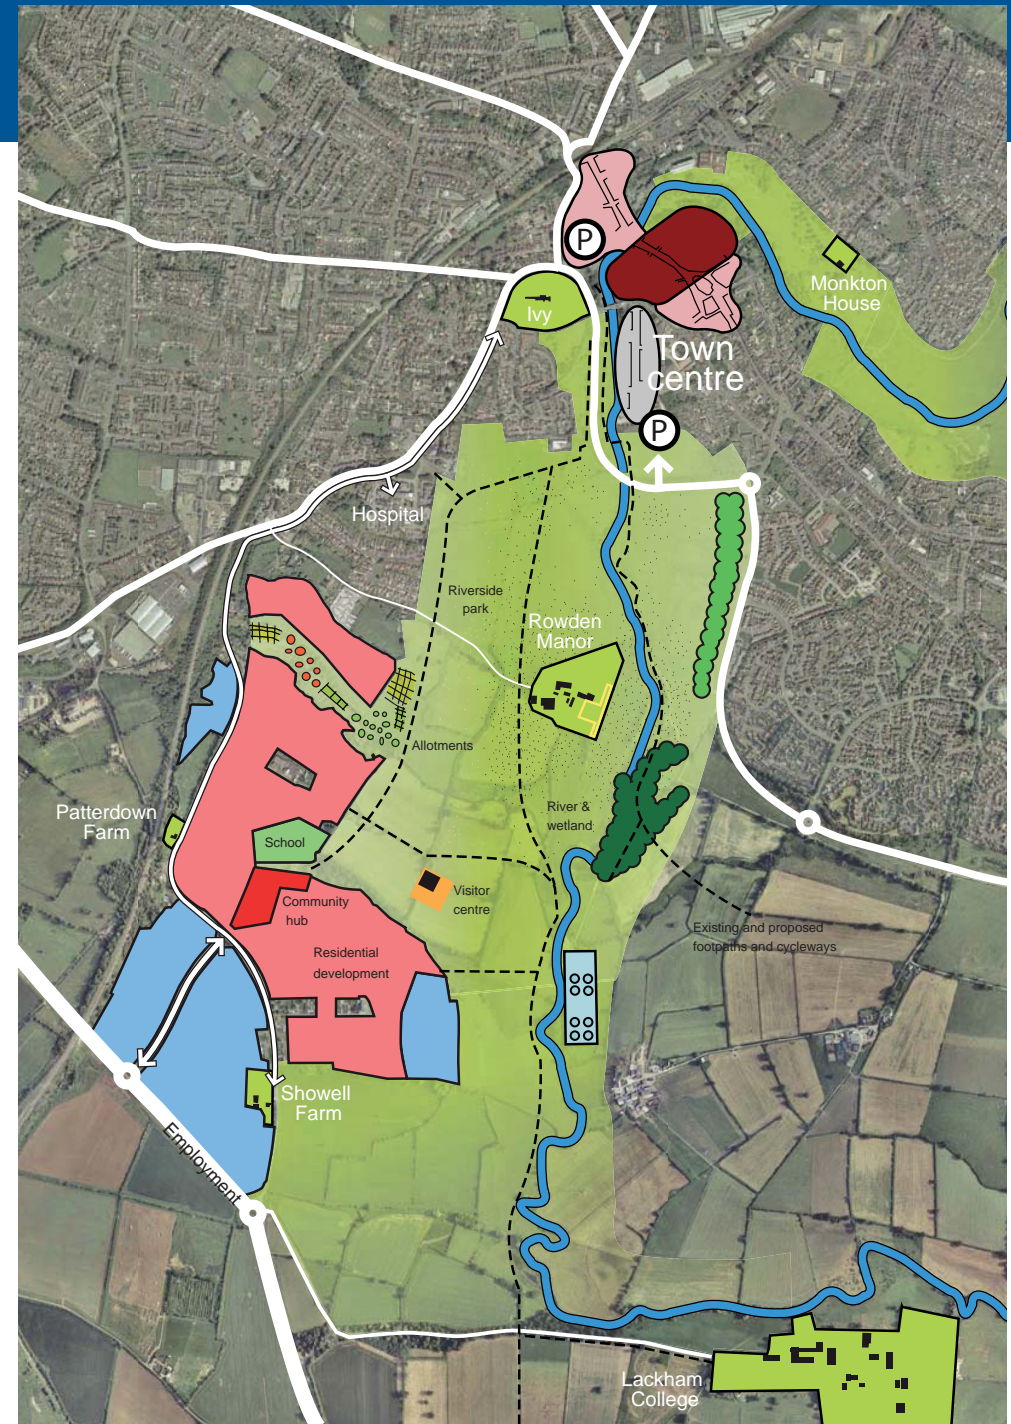 P
Monkton
House
Ivy
Town
centre
P
Hospital
Riverside
park
Rowden
Manor
Allotments
Patterdown
Farm
River &
wetland
School
Visitor
centre
Community
hub
Existing and proposed
footpaths and cycleways
Residential
development
Showell
Farm
Employment
Lackham
College